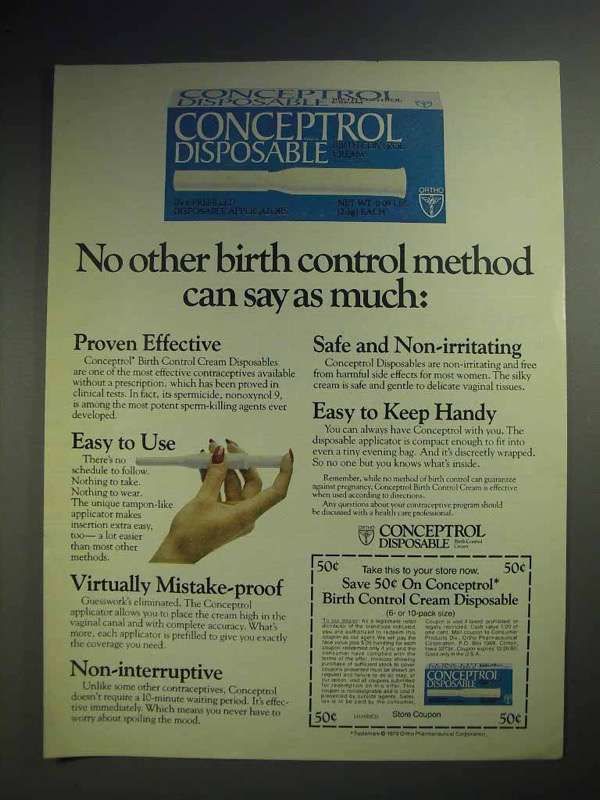 CONCEPTROL
DISPOSABLE
CONCEPTROL
DISPOSABLE
BIRTH CONTROL
CREAM
PREFILLED
DISPOSABLE APPLICATORS
NET WT. 0.09
EACH
ORTHO
No other birth control method
can say as much:
Proven Effective
Conceptrol* Birth Control Cream Disposables
are one of the most effective contraceptives available
without a prescription, which has been proved in
clinical tests. In fact, its spermicide, nonoxynol 9,
is among the most potent sperm-killing agents ever
developed.
Easy to Use
There's no
schedule to follow.
Nothing to take.
Nothing to wear.
The unique tampon-like
applicator makes
insertion extra easy,
too— a lot easier
than most other
methods.
Virtually Mistake-proof
Guesswork's eliminated. The Conceptrol
applicator allows you to place the cream high in the
vaginal canal and with complete accuracy. What's
more, each applicator is prefilled to give you exactly
the coverage you need.
Non-interruptive
Unlike some other contraceptives, Conceptrol
doesn't require a 10-minute waiting period. It's effec-
tive immediately. Which means you never have to
worry about spoiling the mood.
Safe and Non-irritating
Conceptrol Disposables are non-irritating and free
from harmful side effects for most women. The silky
cream is safe and gentle to delicate vaginal tissues.
Easy to Keep Handy
You can always have Conceptrol with you. The
disposable applicator is compact enough to fit into
even a tiny evening bag. And it's discreetly wrapped.
So no one but you knows what's inside.
Remember, while no method of birth control can guarantee
against pregnancy, Conceptrol Birth Control Cream is effective
when used according to directions.
Any questions about your contraceptive program should
be discussed with a health care professional.
ORTHO
CONCEPTROL
DISPOSABLE Birth Control
Cream
50¢ Take this to your store now. 50¢
Save 50¢ On Conceptrol*
Birth Control Cream Disposable
(6- or 10-pack size)
CONCEPTROL
DISPOSABLE
50¢ Store Coupon 50¢
*Trademark © 1979 Ortho Pharmaceutical Corporation